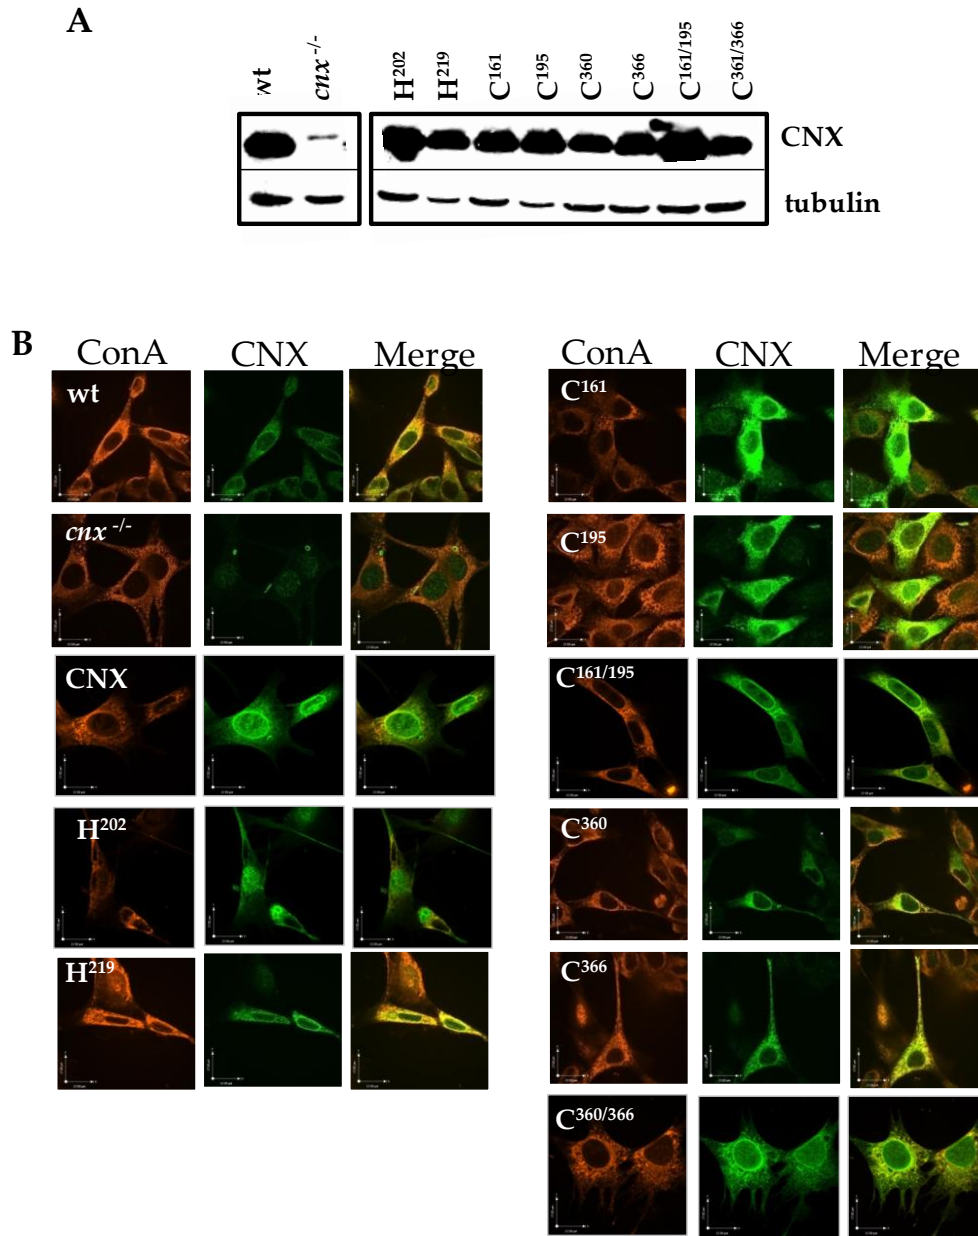 A
wt
cnx -/-
H202
H219
C161
C195
C360
C366
C161/195
C361/366
CNX
tubulin
B
ConA CNX Merge
wt
cnx -/-
CNX
H202
H219
ConA CNX Merge
C161
C195
C161/195
C360
C366
C360/366